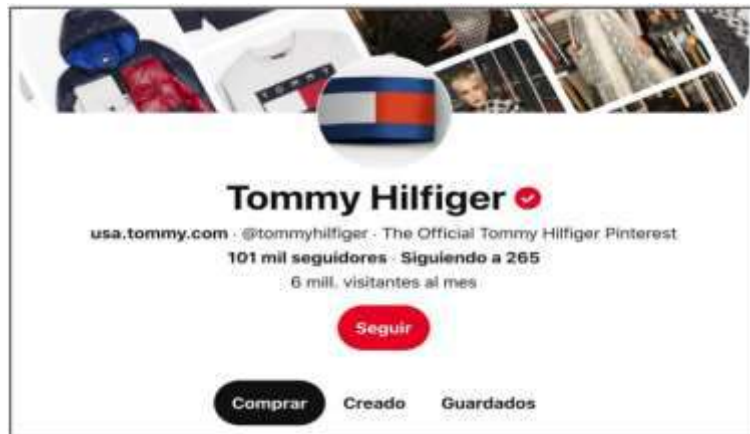 TOMMY
Tommy Hilfiger
usa.tommy.com · @tommyhilfiger · The Official Tommy Hilfiger Pinterest
101 mil seguidores · Siguiendo a 265
6 mill. visitantes al mes
Seguir
Comprar Creado Guardados